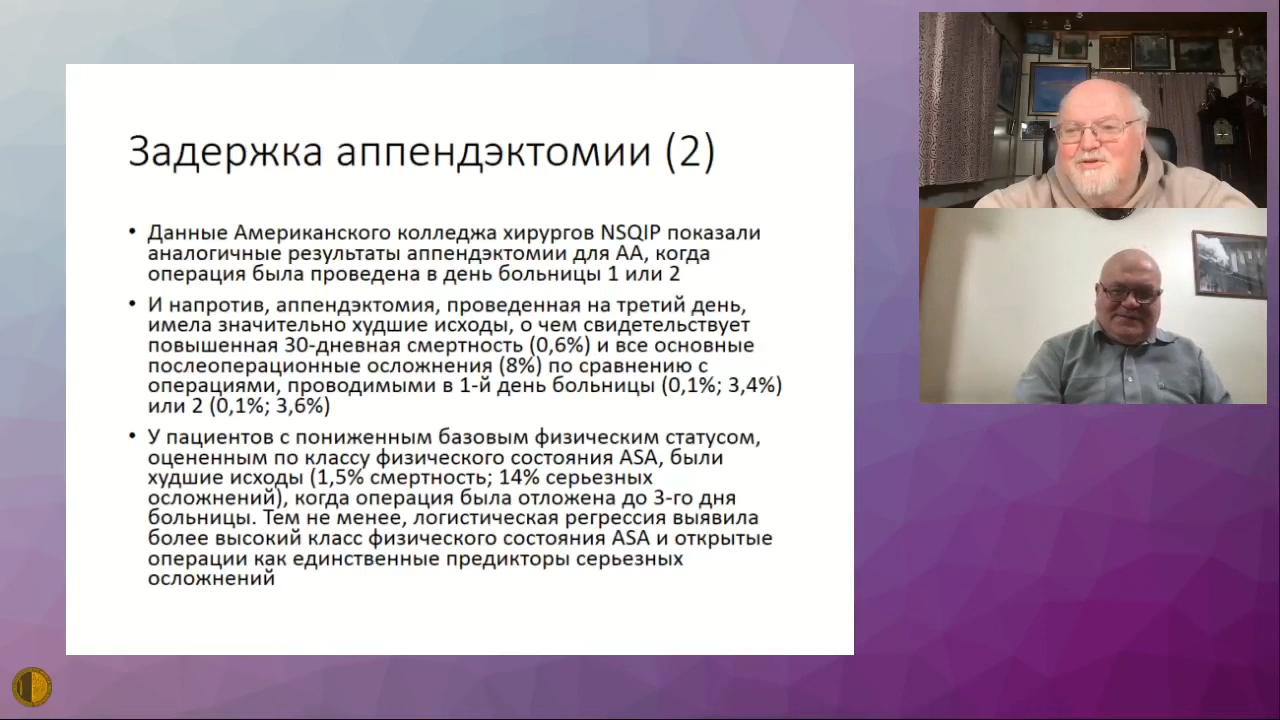 Задержка аппендэктомии (2)
• Данные Американского колледжа хирургов NSQIP показали
аналогичные результаты аппендэктомии для АА, когда
операция была проведена в день больницы 1 или 2
• И напротив, аппендэктомия, проведенная на третий день,
имела значительно худшие исходы, о чем свидетельствует
повышенная 30-дневная смертность (0,6%) и все основные
послеоперационные осложнения (8%) по сравнению с
операциями, проводимыми в 1-й день больницы (0,1%; 3,4%)
или 2 (0,1%; 3,6%)
• У пациентов с пониженным базовым физическим статусом,
оцененным по классу физического состояния ASA, были
худшие исходы (1,5% смертность; 14% серьезных
осложнений), когда операция была отложена до 3-го дня
больницы. Тем не менее, логистическая регрессия выявила
более высокий класс физического состояния ASA и открытые
операции как единственные предикторы серьезных
осложнений